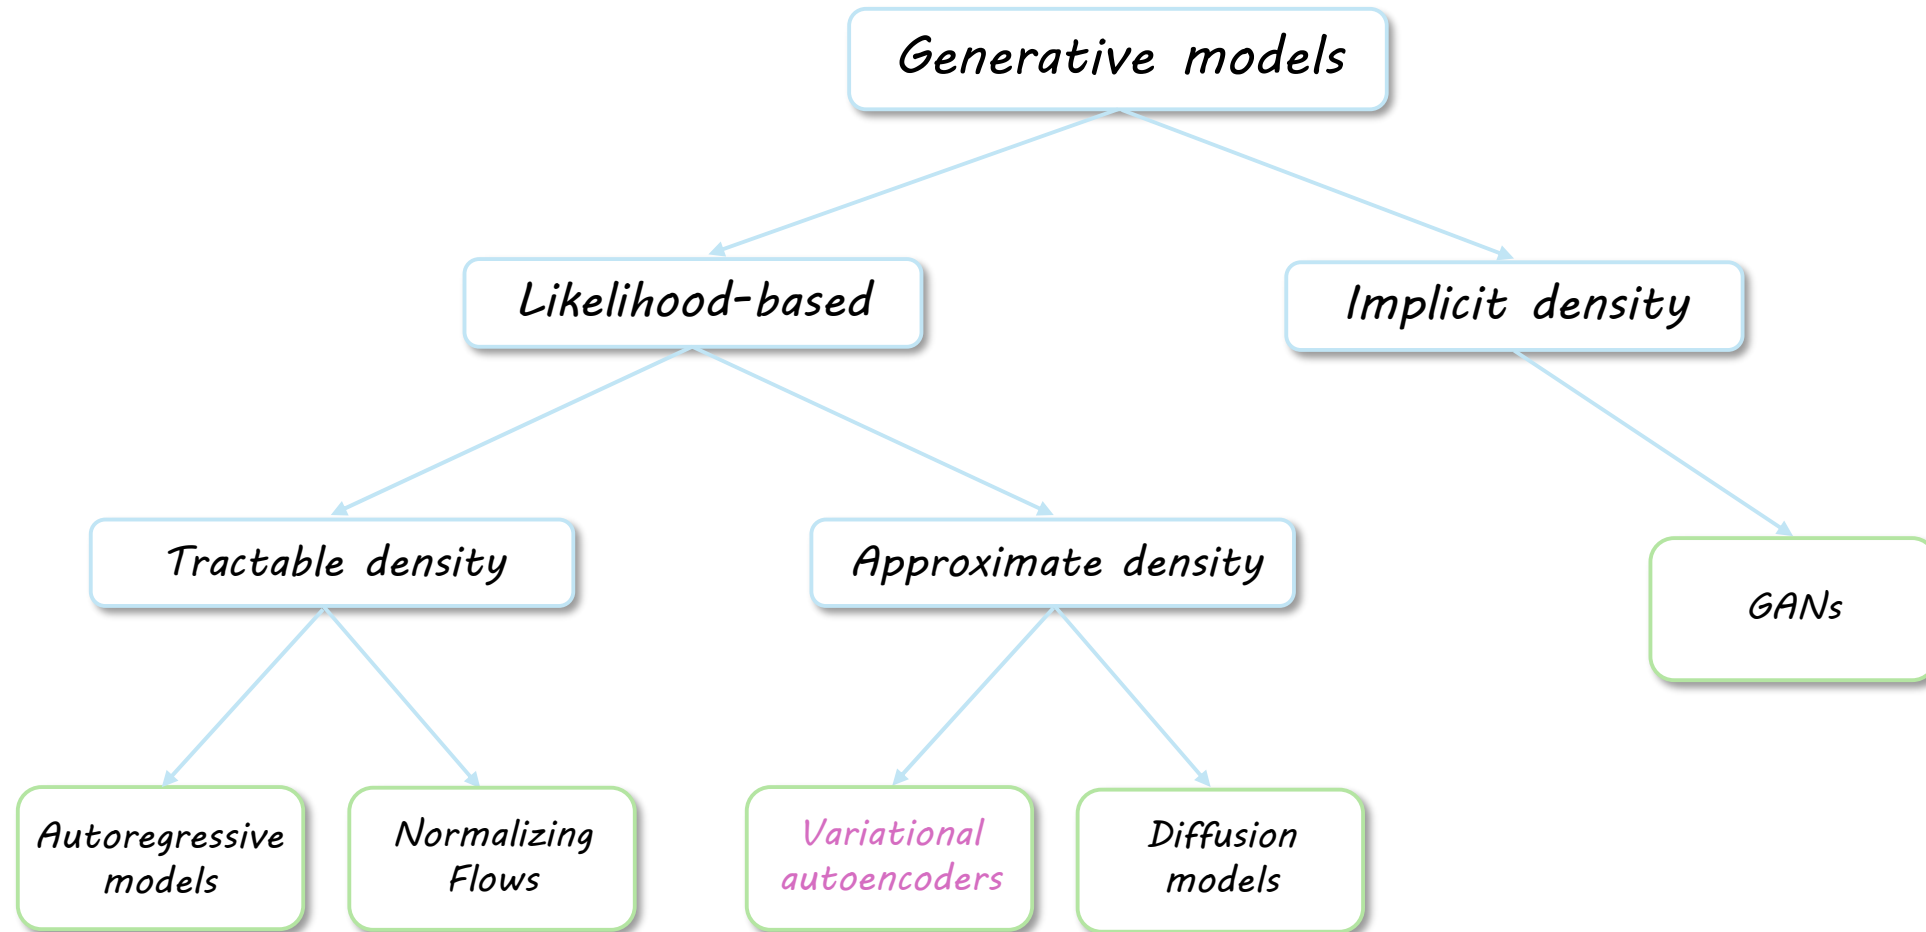 Generative models
Likelihood-based
Implicit density
Tractable density
Approximate density
GANs
Autoregressive
models
Normalizing
Flows
Variational
autoencoders
Diffusion
models